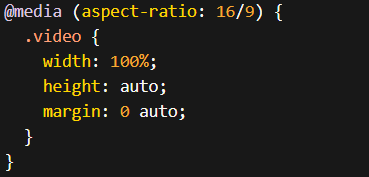 @media (aspect-ratio: 16/9) {
  .video {
    width: 100%;
    height: auto;
    margin: 0 auto;
  }
}